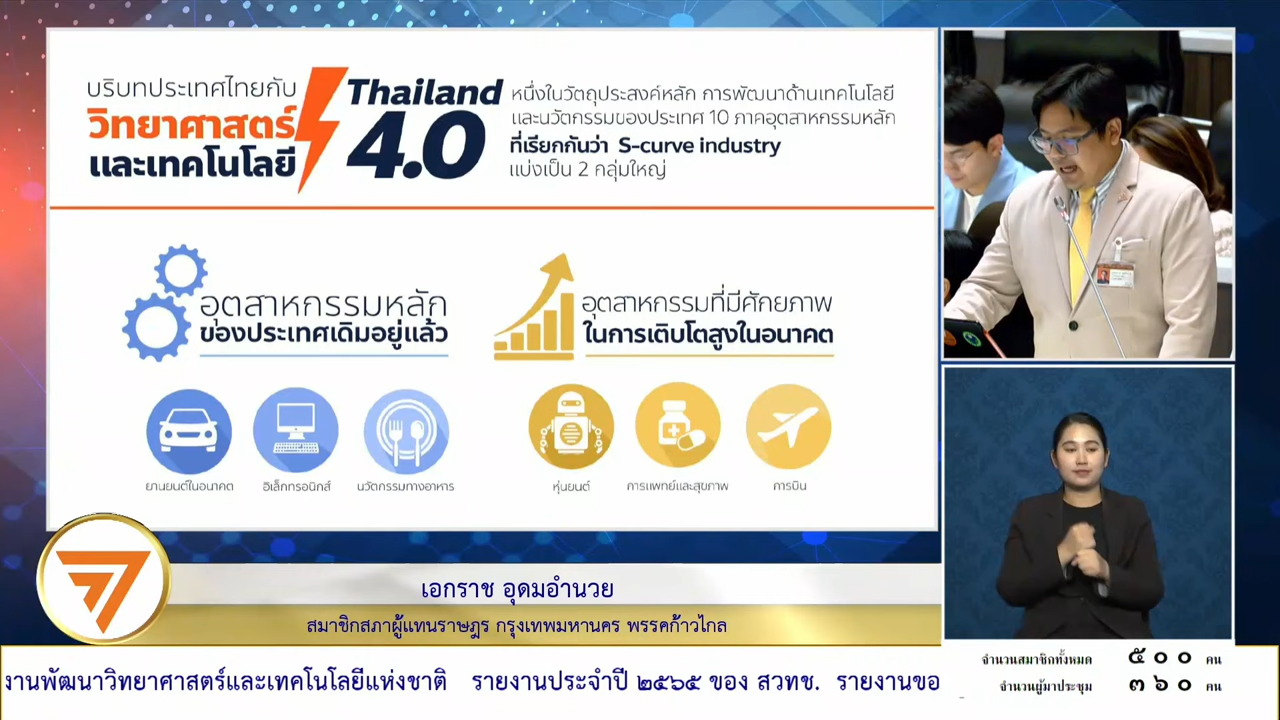 บริบทประเทศไทยกับ
วิทยาศาสตร์
และเทคโนโลยี
Thailand
4.0
หนึ่งในวัตถุประสงค์หลัก การพัฒนาด้านเทคโนโลยี
และนวัตกรรมของประเทศ 10 ภาคอุตสาหกรรมหลัก
ที่เรียกกันว่า S-curve industry
แบ่งเป็น 2 กลุ่มใหญ่
อุตสาหกรรมหลัก
ของประเทศเดิมอยู่แล้ว
อุตสาหกรรมที่มีศักยภาพ
ในการเติบโตสูงในอนาคต
ยานยนต์ในอนาคต
อิเล็กทรอนิกส์
นวัตกรรมทางอาหาร
หุ่นยนต์
การแพทย์และสุขภาพ
การบิน
เอกราช อุดมอำนวย
สมาชิกสภาผู้แทนราษฎร กรุงเทพมหานคร พรรคก้าวไกล
งานพัฒนาวิทยาศาสตร์และเทคโนโลยีแห่งชาติ รายงานประจำปี ๒๕๖๕ ของ สวทช. รายงานขอ
จำนวนสมาชิกทั้งหมด ๕๐๐ คน
จำนวนผู้มาประชุม ๓๖๐ คน